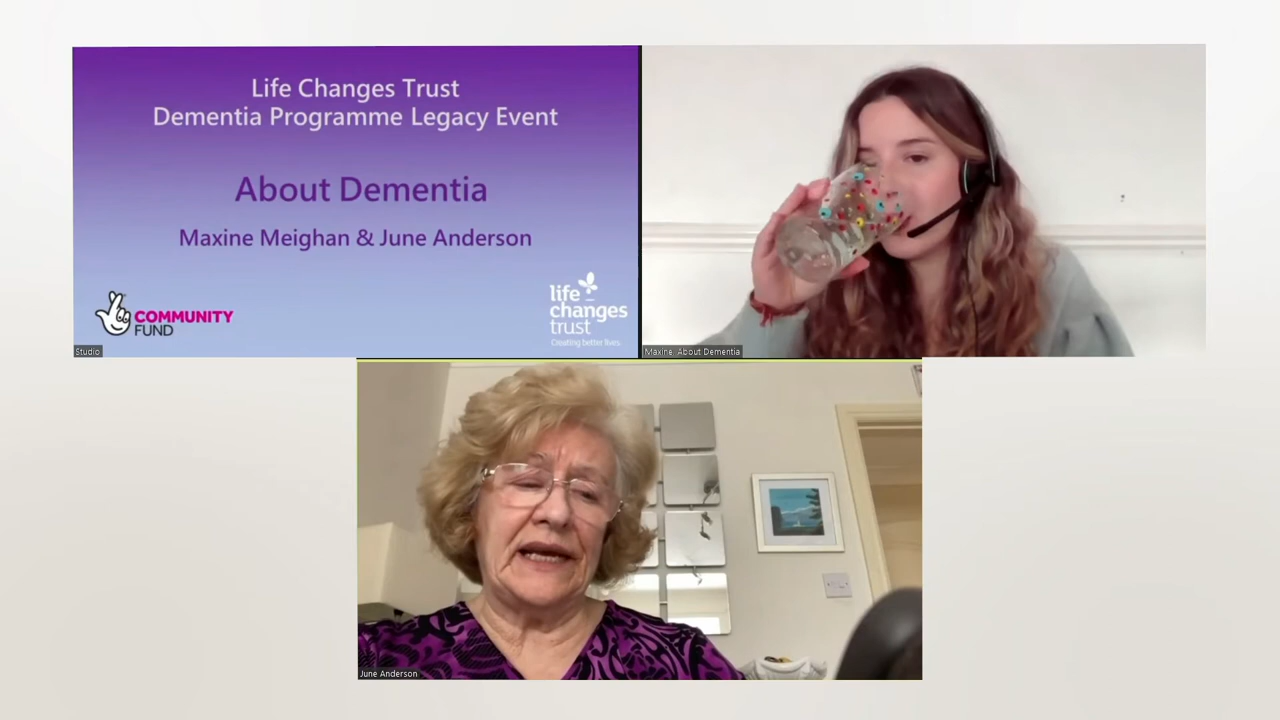 Life Changes Trust
Dementia Programme Legacy Event
About Dementia
Maxine Meighan & June Anderson
COMMUNITY
FUND
life
changes
trust
Creating better lives.
Studio
Maxine, About Dementia
June Anderson